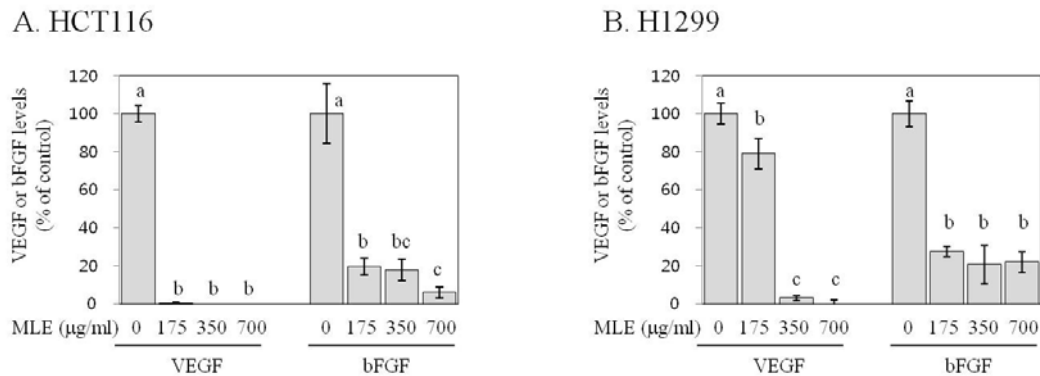 A. HCT116
VEGF or bFGF levels
(% of control)
120
100
80
60
40
20
0
a
b
b
b
a
b
bc
c
MLE (μg/ml) 0 175 350 700 0 175 350 700
VEGF bFGF
B. H1299
VEGF or bFGF levels
(% of control)
120
100
80
60
40
20
0
a
b
c
c
a
b
b
b
MLE (μg/ml) 0 175 350 700 0 175 350 700
VEGF bFGF